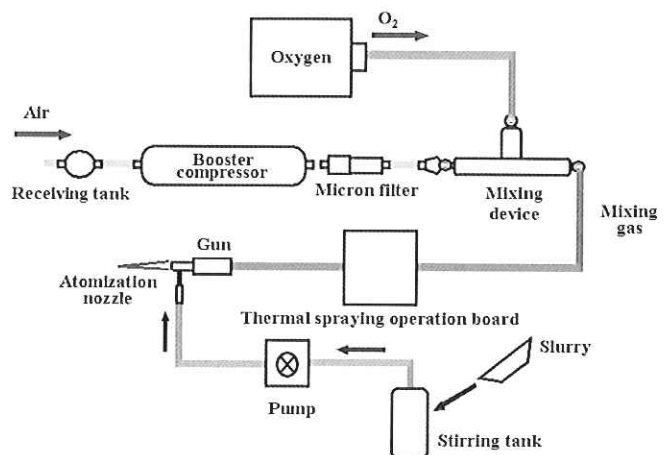 O2
Oxygen
Air
Booster
compressor
Receiving tank
Micron filter
Mixing
device
Mixing
gas
Gun
Atomization
nozzle
Thermal spraying operation board
Slurry
Pump
Stirring tank